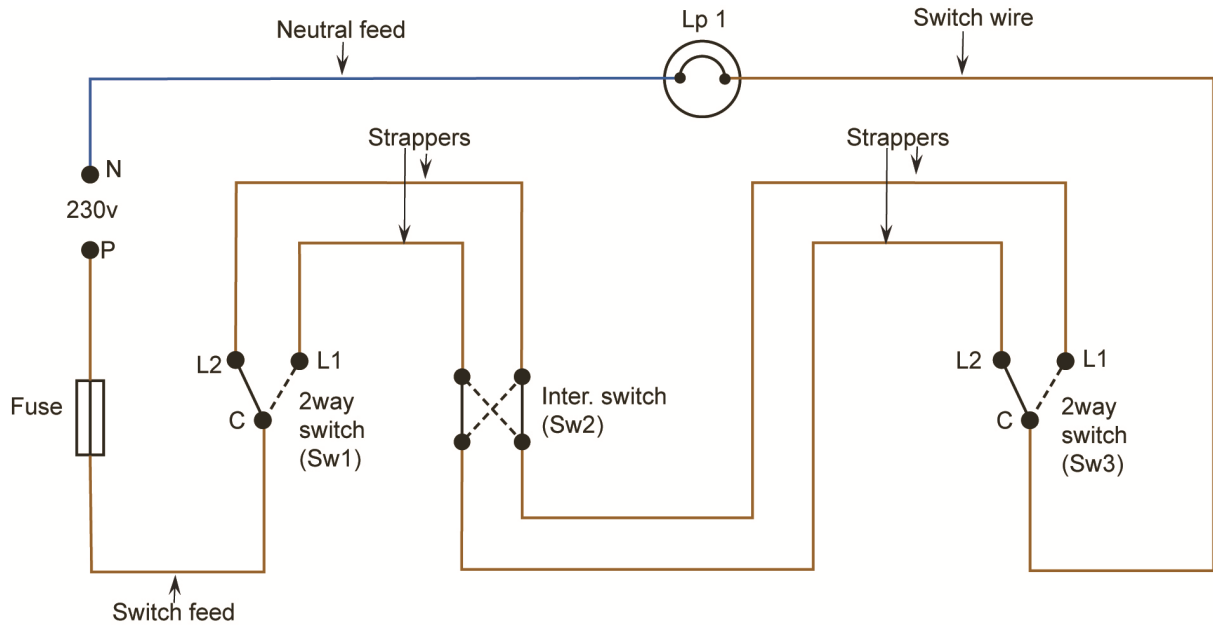 Lp 1
Switch wire
Neutral feed
Strappers
Strappers
N
230v
P
L2
L1
L2
L1
Fuse
C
2way
switch
(Sw1)
Inter. switch
(Sw2)
C
2way
switch
(Sw3)
Switch feed